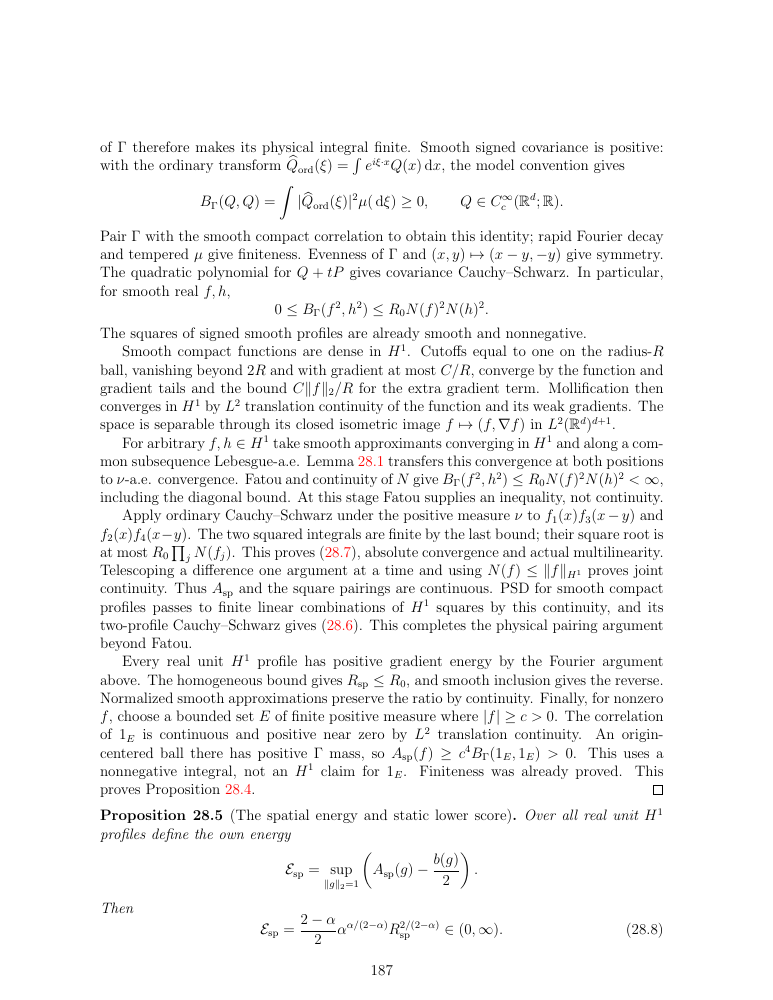 of Γ therefore makes its physical integral finite. Smooth signed covariance is positive:
with the ordinary transform Q̂_ord(ξ) = ∫ e^{iξ·x}Q(x) dx, the model convention gives
B_Γ(Q, Q) = ∫ |Q̂_ord(ξ)|²μ( dξ) ≥ 0,  Q ∈ C_c^∞(ℝ^d; ℝ).
Pair Γ with the smooth compact correlation to obtain this identity; rapid Fourier decay
and tempered μ give finiteness. Evenness of Γ and (x, y) ↦ (x − y, −y) give symmetry.
The quadratic polynomial for Q + tP gives covariance Cauchy–Schwarz. In particular,
for smooth real f, h,
0 ≤ B_Γ(f², h²) ≤ R₀N(f)²N(h)².
The squares of signed smooth profiles are already smooth and nonnegative.
Smooth compact functions are dense in H¹. Cutoffs equal to one on the radius-R
ball, vanishing beyond 2R and with gradient at most C/R, converge by the function and
gradient tails and the bound C‖f‖₂/R for the extra gradient term. Mollification then
converges in H¹ by L² translation continuity of the function and its weak gradients. The
space is separable through its closed isometric image f ↦ (f, ∇f) in L²(ℝ^d)^{d+1}.
For arbitrary f, h ∈ H¹ take smooth approximants converging in H¹ and along a com-
mon subsequence Lebesgue-a.e. Lemma 28.1 transfers this convergence at both positions
to ν-a.e. convergence. Fatou and continuity of N give B_Γ(f², h²) ≤ R₀N(f)²N(h)² < ∞,
including the diagonal bound. At this stage Fatou supplies an inequality, not continuity.
Apply ordinary Cauchy–Schwarz under the positive measure ν to f₁(x)f₃(x − y) and
f₂(x)f₄(x−y). The two squared integrals are finite by the last bound; their square root is
at most R₀ ∏_j N(f_j). This proves (28.7), absolute convergence and actual multilinearity.
Telescoping a difference one argument at a time and using N(f) ≤ ‖f‖_{H¹} proves joint
continuity. Thus A_sp and the square pairings are continuous. PSD for smooth compact
profiles passes to finite linear combinations of H¹ squares by this continuity, and its
two-profile Cauchy–Schwarz gives (28.6). This completes the physical pairing argument
beyond Fatou.
Every real unit H¹ profile has positive gradient energy by the Fourier argument
above. The homogeneous bound gives R_sp ≤ R₀, and smooth inclusion gives the reverse.
Normalized smooth approximations preserve the ratio by continuity. Finally, for nonzero
f, choose a bounded set E of finite positive measure where |f| ≥ c > 0. The correlation
of 1_E is continuous and positive near zero by L² translation continuity. An origin-
centered ball there has positive Γ mass, so A_sp(f) ≥ c⁴B_Γ(1_E, 1_E) > 0. This uses a
nonnegative integral, not an H¹ claim for 1_E. Finiteness was already proved. This
proves Proposition 28.4. □
Proposition 28.5 (The spatial energy and static lower score). Over all real unit H¹
profiles define the own energy
ℰ_sp = sup_{‖g‖₂=1} (A_sp(g) − b(g)/2).
Then
ℰ_sp = (2 − α)/2 α^{α/(2−α)} R_sp^{2/(2−α)} ∈ (0, ∞). (28.8)
187